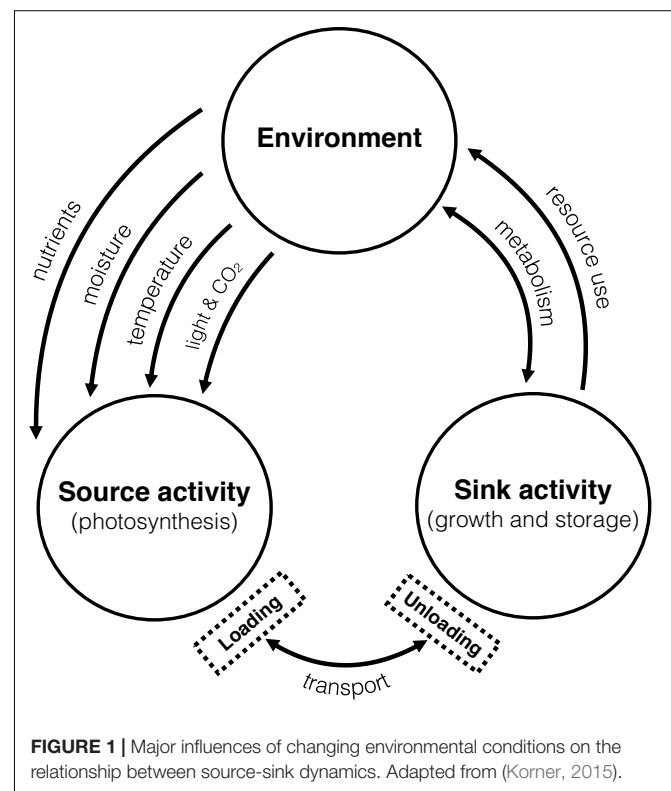 Environment
nutrients
moisture
temperature
light & CO₂
metabolism
resource use
Source activity
(photosynthesis)
Sink activity
(growth and storage)
Loading
Unloading
transport
FIGURE 1 | Major influences of changing environmental conditions on the
relationship between source-sink dynamics. Adapted from (Korner, 2015).